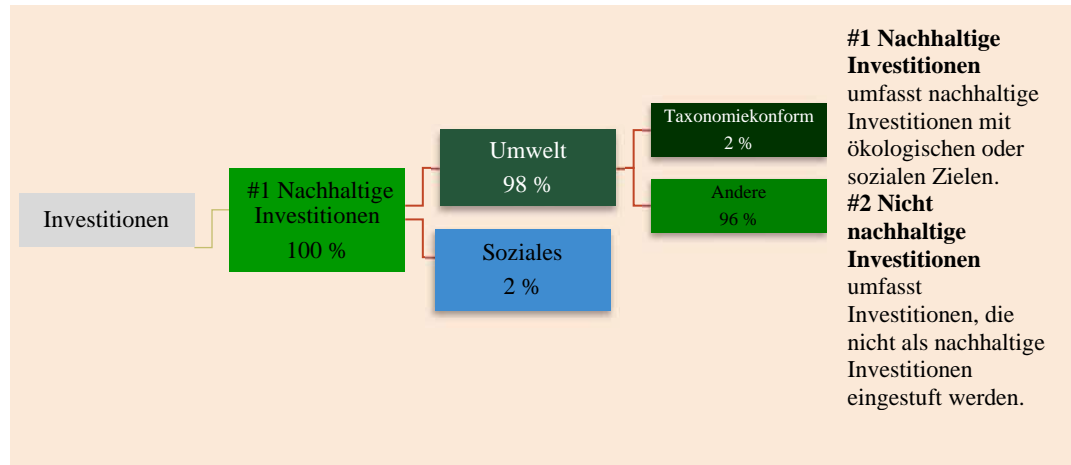 Investitionen
#1 Nachhaltige
Investitionen
100 %
Umwelt
98 %
Soziales
2 %
Taxonomiekonform
2 %
Andere
96 %
#1 Nachhaltige
Investitionen
umfasst nachhaltige
Investitionen mit
ökologischen oder
sozialen Zielen.
#2 Nicht
nachhaltige
Investitionen
umfasst
Investitionen, die
nicht als nachhaltige
Investitionen
eingestuft werden.